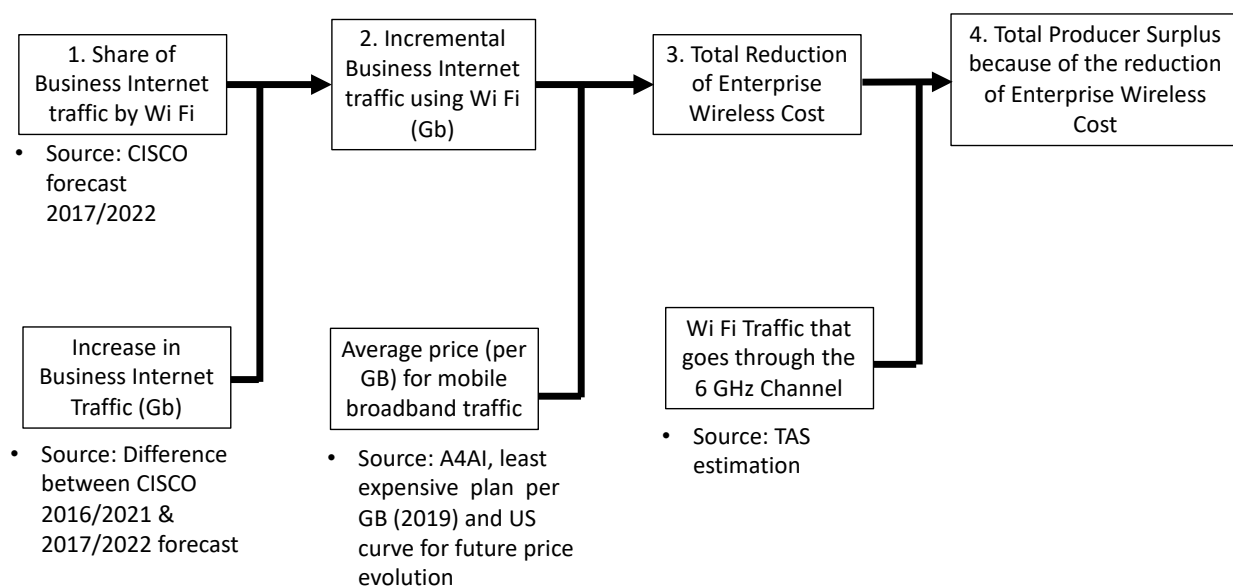 1. Share of
Business Internet
traffic by Wi Fi
• Source: CISCO
forecast
2017/2022
2. Incremental
Business Internet
traffic using Wi Fi
(Gb)
3. Total Reduction
of Enterprise
Wireless Cost
4. Total Producer Surplus
because of the reduction
of Enterprise Wireless
Cost
Increase in
Business Internet
Traffic (Gb)
• Source: Difference
between CISCO
2016/2021 &
2017/2022 forecast
Average price (per
GB) for mobile
broadband traffic
• Source: A4AI, least
expensive plan per
GB (2019) and US
curve for future price
evolution
Wi Fi Traffic that
goes through the
6 GHz Channel
• Source: TAS
estimation